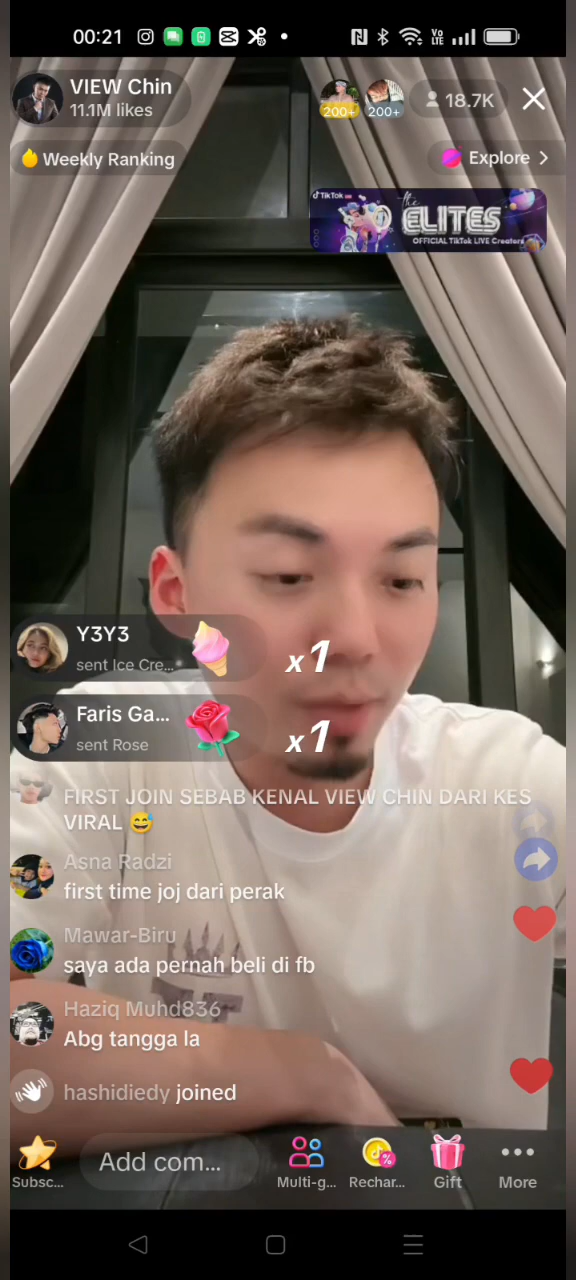 00:21
VIEW Chin
11.1M likes
200+
200+
18.7K
Weekly Ranking
Explore
TikTok
the
ELITES
OFFICIAL TikTok LIVE Creators
Y3Y3
sent Ice Cre...
x1
Faris Ga...
sent Rose
x1
FIRST JOIN SEBAB KENAL VIEW CHIN DARI KES
VIRAL 😅
Asna Radzi
first time joj dari perak
Mawar-Biru
saya ada pernah beli di fb
Haziq Muhd836
Abg tangga la
hashidiedy joined
Subsc...
Add com...
Multi-g...
Rechar...
Gift
More